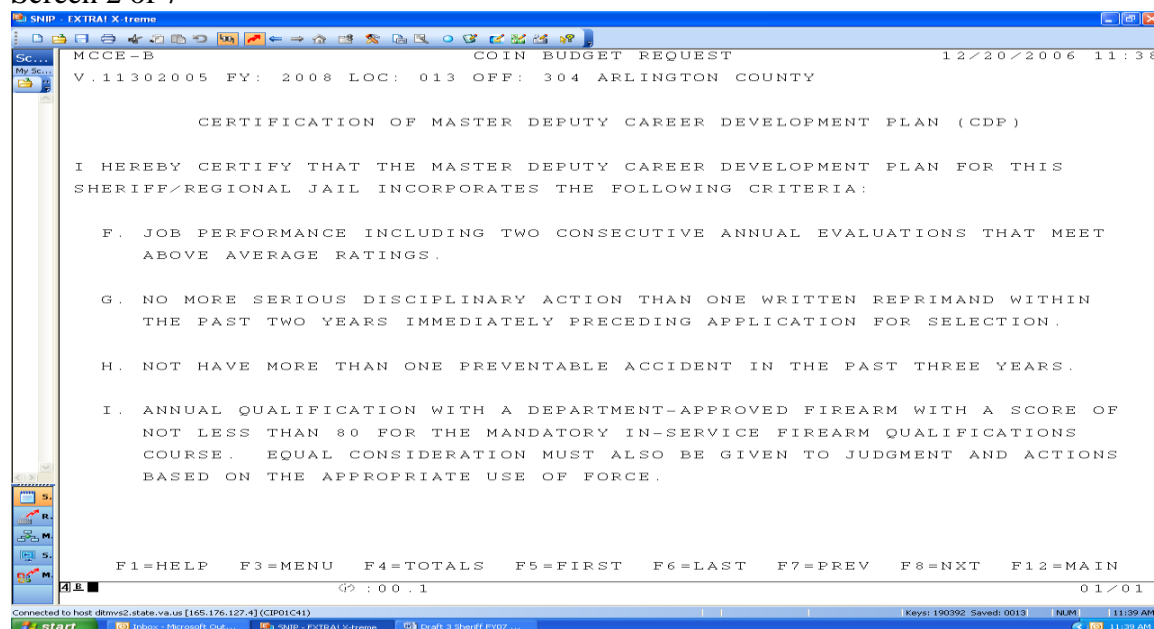 Screen 2 of 7
SNIP - EXTRA! X-treme
Sc...
My Sc...
MCCE-B COIN BUDGET REQUEST 12/20/2006 11:38
V.11302005 FY: 2008 LOC: 013 OFF: 304 ARLINGTON COUNTY
CERTIFICATION OF MASTER DEPUTY CAREER DEVELOPMENT PLAN (CDP)
I HEREBY CERTIFY THAT THE MASTER DEPUTY CAREER DEVELOPMENT PLAN FOR THIS
SHERIFF/REGIONAL JAIL INCORPORATES THE FOLLOWING CRITERIA:
F. JOB PERFORMANCE INCLUDING TWO CONSECUTIVE ANNUAL EVALUATIONS THAT MEET
ABOVE AVERAGE RATINGS.
G. NO MORE SERIOUS DISCIPLINARY ACTION THAN ONE WRITTEN REPRIMAND WITHIN
THE PAST TWO YEARS IMMEDIATELY PRECEDING APPLICATION FOR SELECTION.
H. NOT HAVE MORE THAN ONE PREVENTABLE ACCIDENT IN THE PAST THREE YEARS.
I. ANNUAL QUALIFICATION WITH A DEPARTMENT-APPROVED FIREARM WITH A SCORE OF
NOT LESS THAN 80 FOR THE MANDATORY IN-SERVICE FIREARM QUALIFICATIONS
COURSE. EQUAL CONSIDERATION MUST ALSO BE GIVEN TO JUDGMENT AND ACTIONS
BASED ON THE APPROPRIATE USE OF FORCE.
S.
R.
M.
S.
M.
F1=HELP F3=MENU F4=TOTALS F5=FIRST F6=LAST F7=PREV F8=NXT F12=MAIN
A B :00.1 01/01
Connected to host ditmvs2.state.va.us [165.176.127.4] (CIP01C41) Keys: 190392 Saved: 0013 NUM 11:39 AM
start Inbox - Microsoft Out... SNIP - EXTRA! X-treme Draft 3 Sheriff FY07 ... 11:39 AM